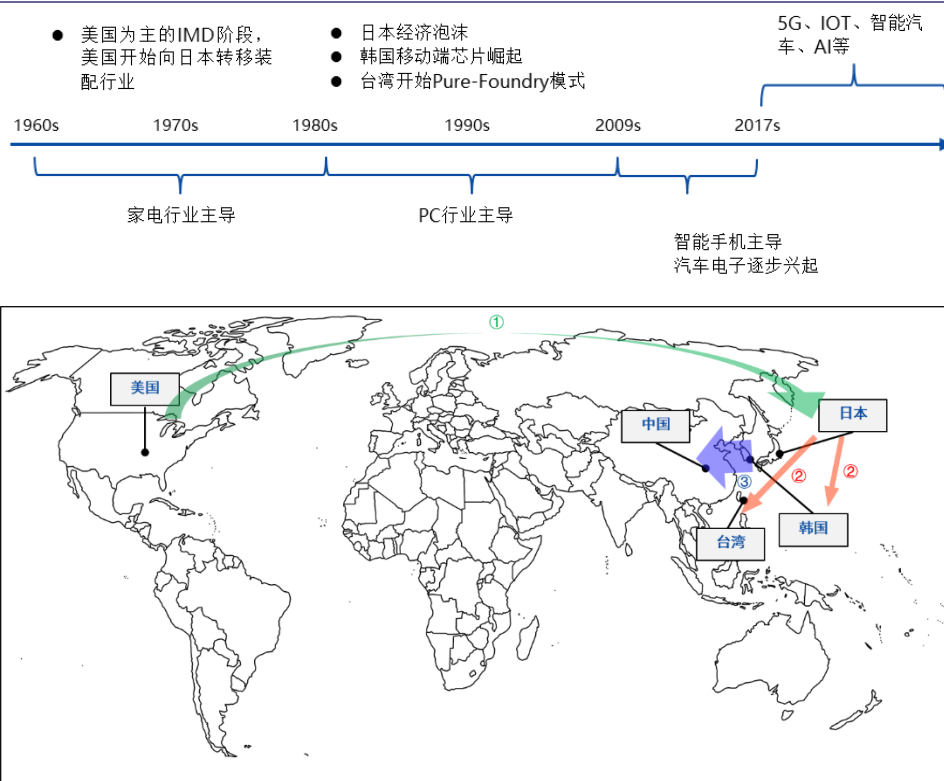 美国为主的IMD阶段，
美国开始向日本转移装
配行业
日本经济泡沫
韩国移动端芯片崛起
台湾开始Pure-Foundry模式
5G、IOT、智能汽
车、AI等
1960s
1970s
1980s
1990s
2009s
2017s
家电行业主导
PC行业主导
智能手机主导
汽车电子逐步兴起
①
美国
中国
日本
②
②
③
台湾
韩国